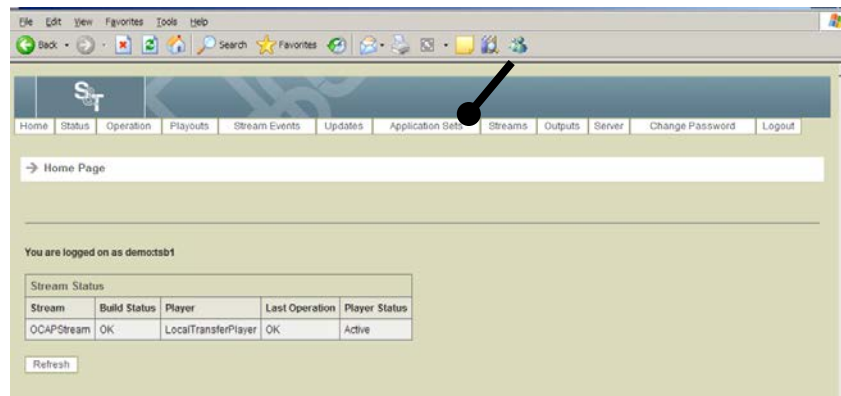 File Edit View Favorites Tools Help
Back Search Favorites
S&T
Home Status Operation Playouts Stream Events Updates Application Sets Streams Outputs Server Change Password Logout
Home Page
You are logged on as demo:tsb1
Stream Status
Stream Build Status Player Last Operation Player Status
OCAPStream OK LocalTransferPlayer OK Active
Refresh